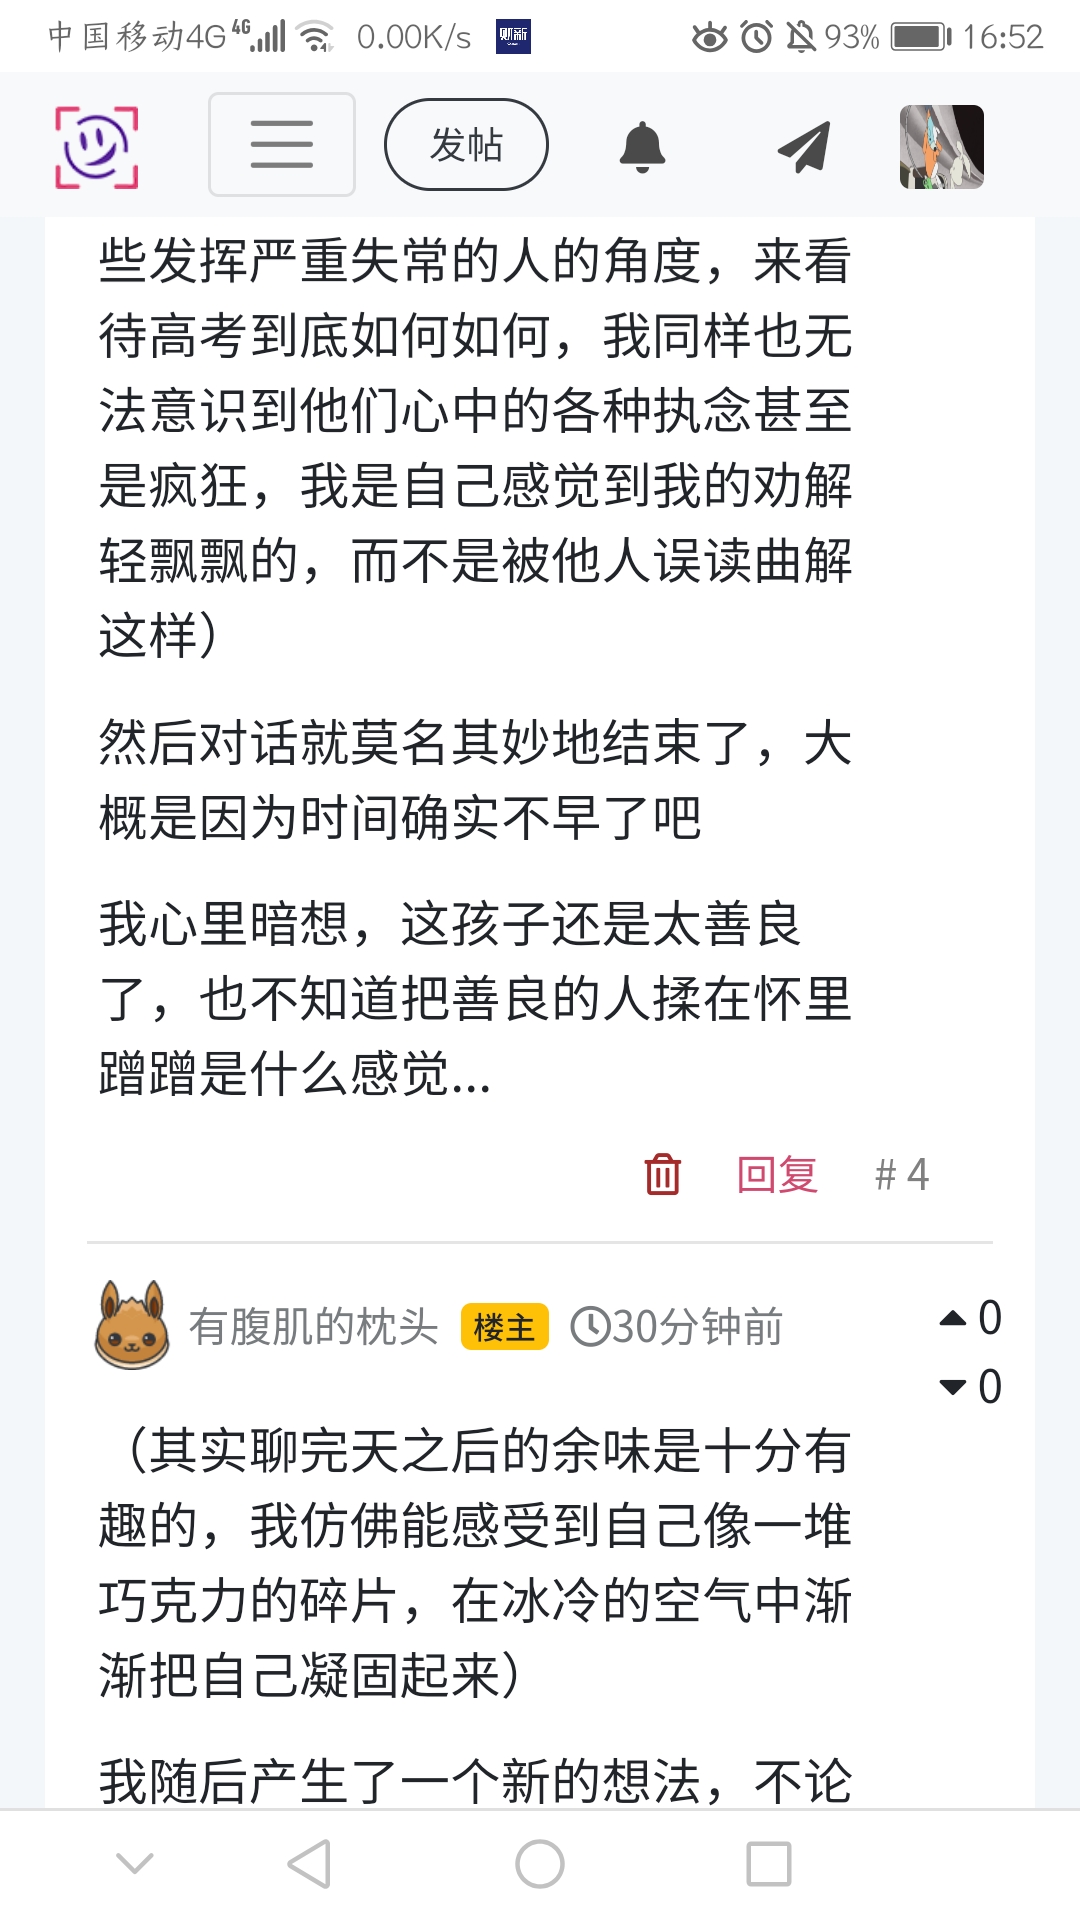 中国移动4G 4G 0.00K/s 财新 93% 16:52
发帖
些发挥严重失常的人的角度，来看
待高考到底如何如何，我同样也无
法意识到他们心中的各种执念甚至
是疯狂，我是自己感觉到我的劝解
轻飘飘的，而不是被他人误读曲解
这样）
然后对话就莫名其妙地结束了，大
概是因为时间确实不早了吧
我心里暗想，这孩子还是太善良
了，也不知道把善良的人揉在怀里
蹭蹭是什么感觉...
回复 # 4
有腹肌的枕头 楼主 30分钟前 0
0
（其实聊完天之后的余味是十分有
趣的，我仿佛能感受到自己像一堆
巧克力的碎片，在冰冷的空气中渐
渐把自己凝固起来）
我随后产生了一个新的想法，不论